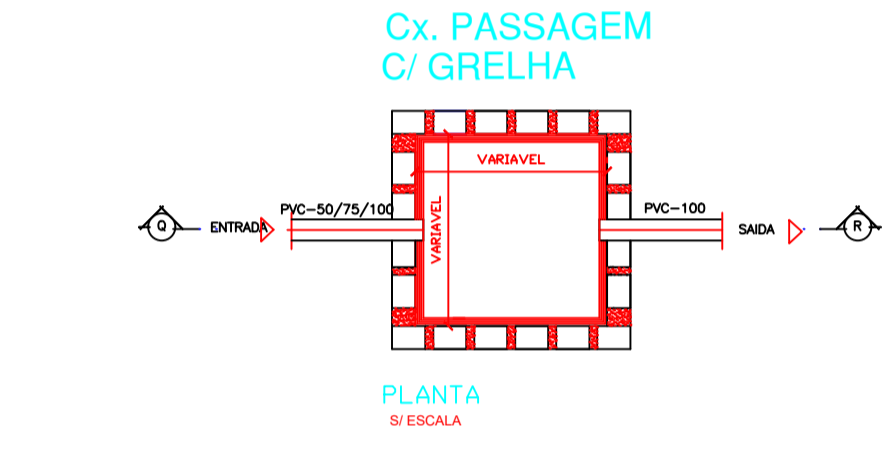 Cx. PASSAGEM
C/ GRELHA
VARIAVEL
PVC-50/75/100
PVC-100
VARIAVEL
Q
ENTRADA
SAIDA
R
PLANTA
S/ ESCALA